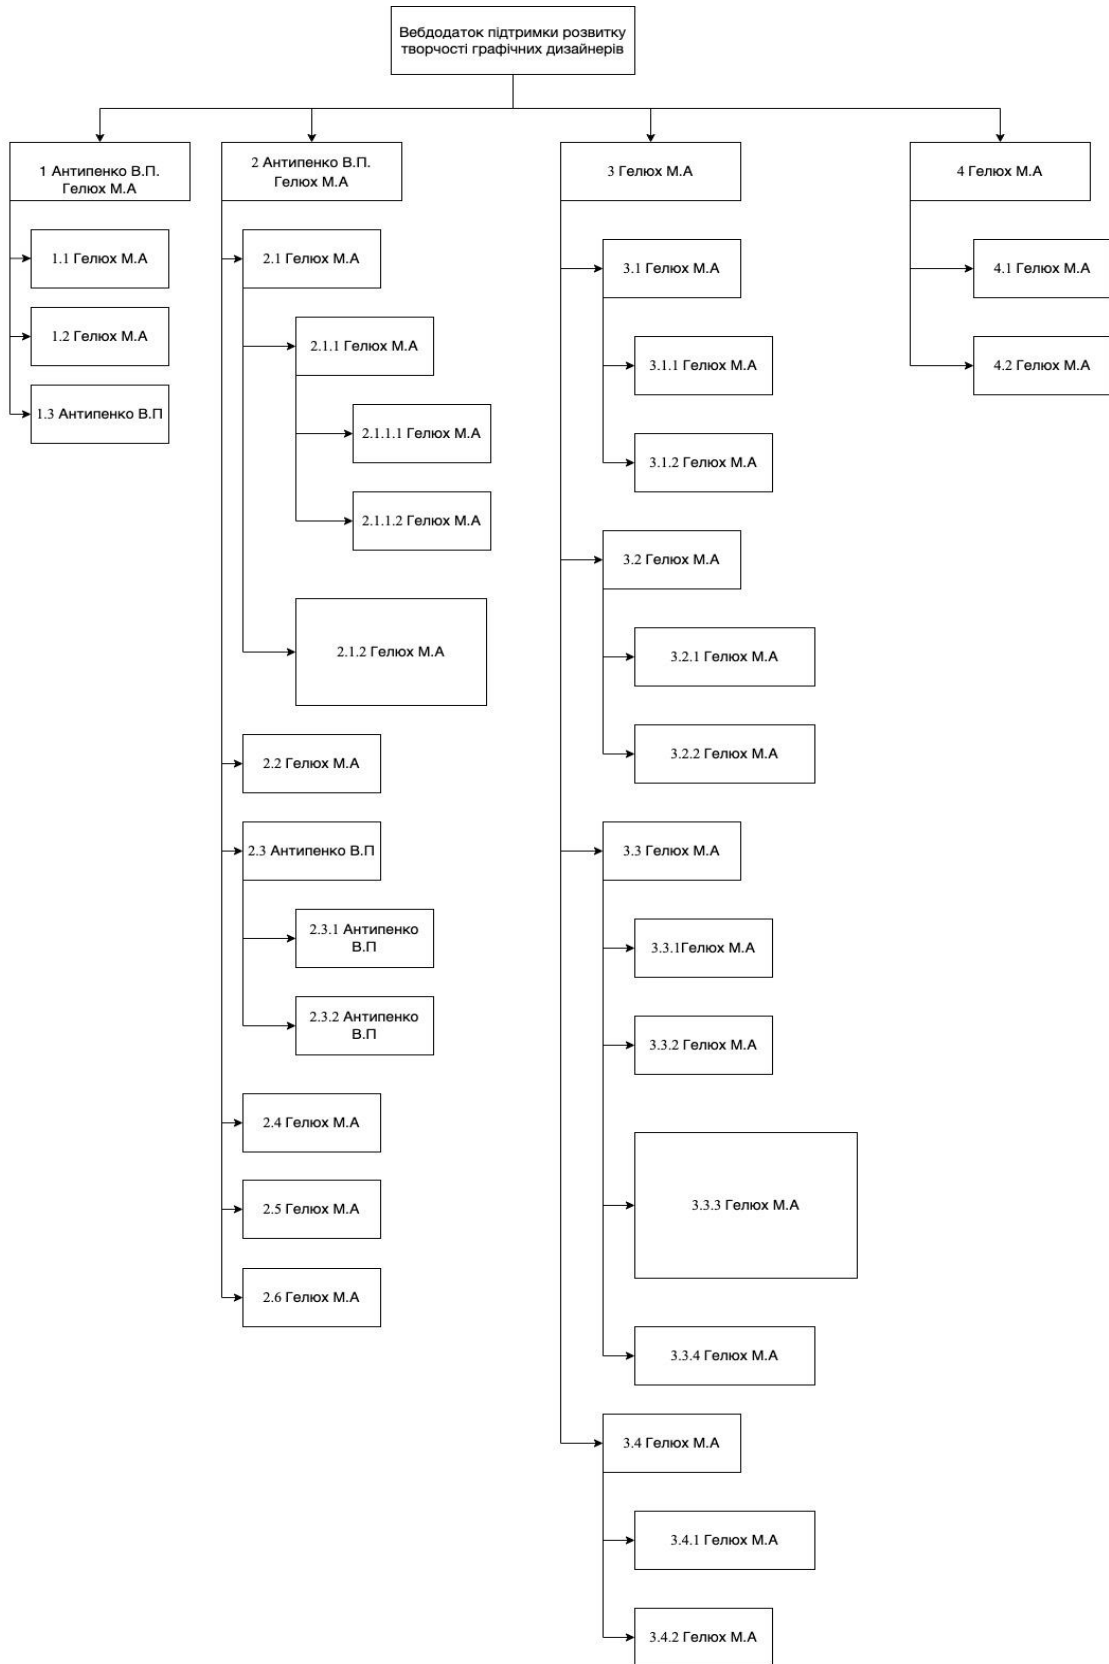 Вебдодаток підтримки розвитку
творчості графічних дизайнерів
1 Антипенко В.П.
Гелюх М.А
2 Антипенко В.П.
Гелюх М.А
3 Гелюх М.А
4 Гелюх М.А
1.1 Гелюх М.А
1.2 Гелюх М.А
1.3 Антипенко В.П
2.1 Гелюх М.А
2.1.1 Гелюх М.А
2.1.1.1 Гелюх М.А
2.1.1.2 Гелюх М.А
2.1.2 Гелюх М.А
2.2 Гелюх М.А
2.3 Антипенко В.П
2.3.1 Антипенко
В.П
2.3.2 Антипенко
В.П
2.4 Гелюх М.А
2.5 Гелюх М.А
2.6 Гелюх М.А
3.1 Гелюх М.А
3.1.1 Гелюх М.А
3.1.2 Гелюх М.А
3.2 Гелюх М.А
3.2.1 Гелюх М.А
3.2.2 Гелюх М.А
3.3 Гелюх М.А
3.3.1Гелюх М.А
3.3.2 Гелюх М.А
3.3.3 Гелюх М.А
3.3.4 Гелюх М.А
3.4 Гелюх М.А
3.4.1 Гелюх М.А
3.4.2 Гелюх М.А
4.1 Гелюх М.А
4.2 Гелюх М.А